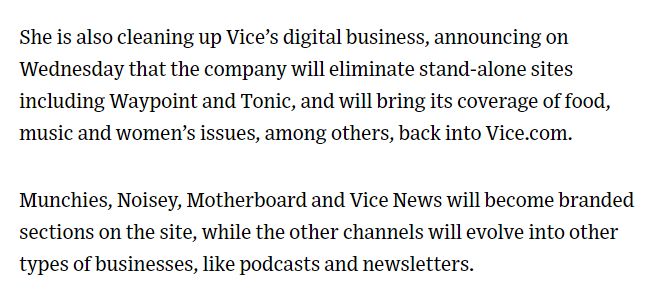 She is also cleaning up Vice’s digital business, announcing on
Wednesday that the company will eliminate stand-alone sites
including Waypoint and Tonic, and will bring its coverage of food,
music and women’s issues, among others, back into Vice.com.
Munchies, Noisey, Motherboard and Vice News will become branded
sections on the site, while the other channels will evolve into other
types of businesses, like podcasts and newsletters.